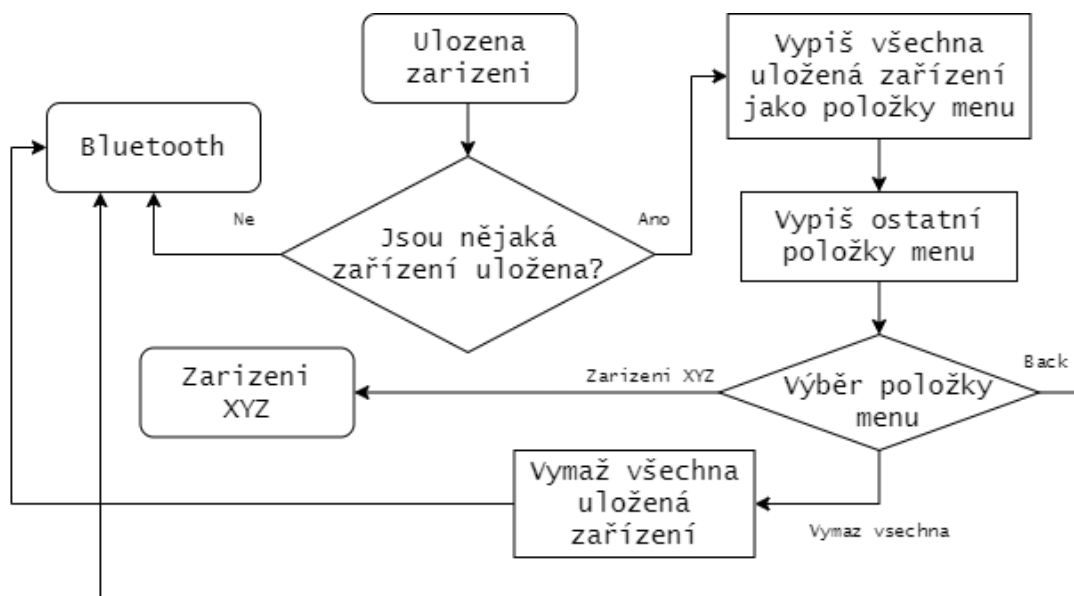 Ulozena
zarizeni
Vypiš všechna
uložená zařízení
jako položky menu
Bluetooth
Ne
Ano
Jsou nějaká
zařízení uložena?
Vypiš ostatní
položky menu
Zarizeni
XYZ
Zarizeni XYZ
Výběr položky
menu
Back
Vymaž všechna
uložená
zařízení
Vymaz vsechna